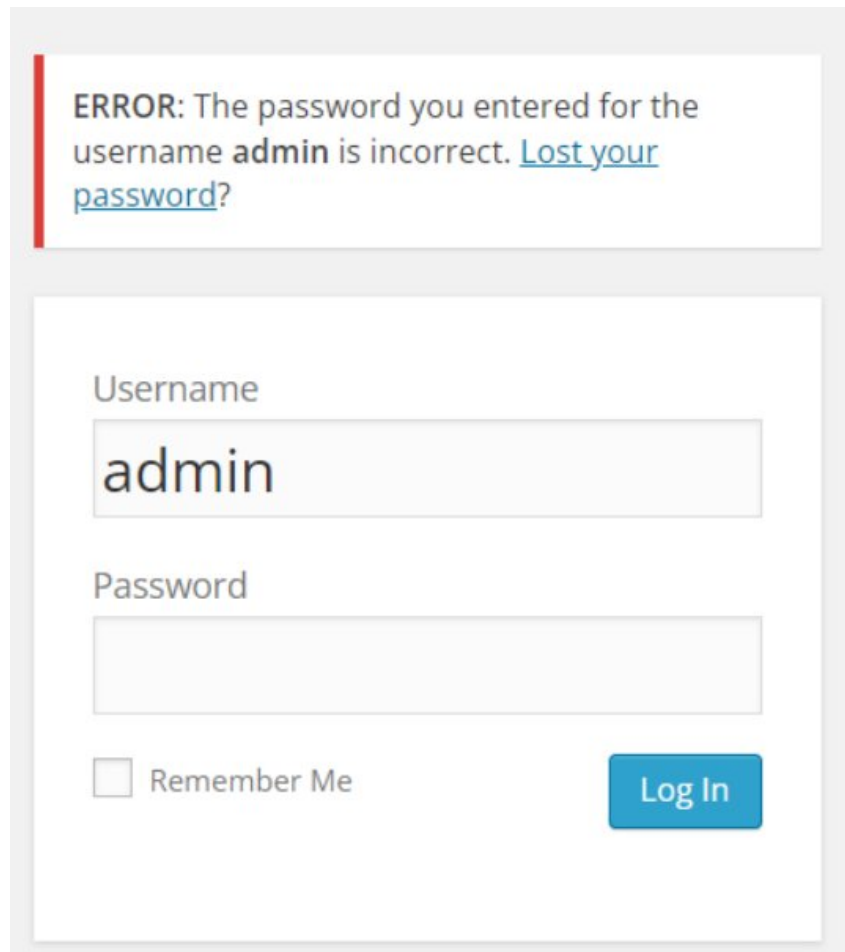 ERROR: The password you entered for the
username admin is incorrect. Lost your
password?
Username
admin
Password
Remember Me
Log In